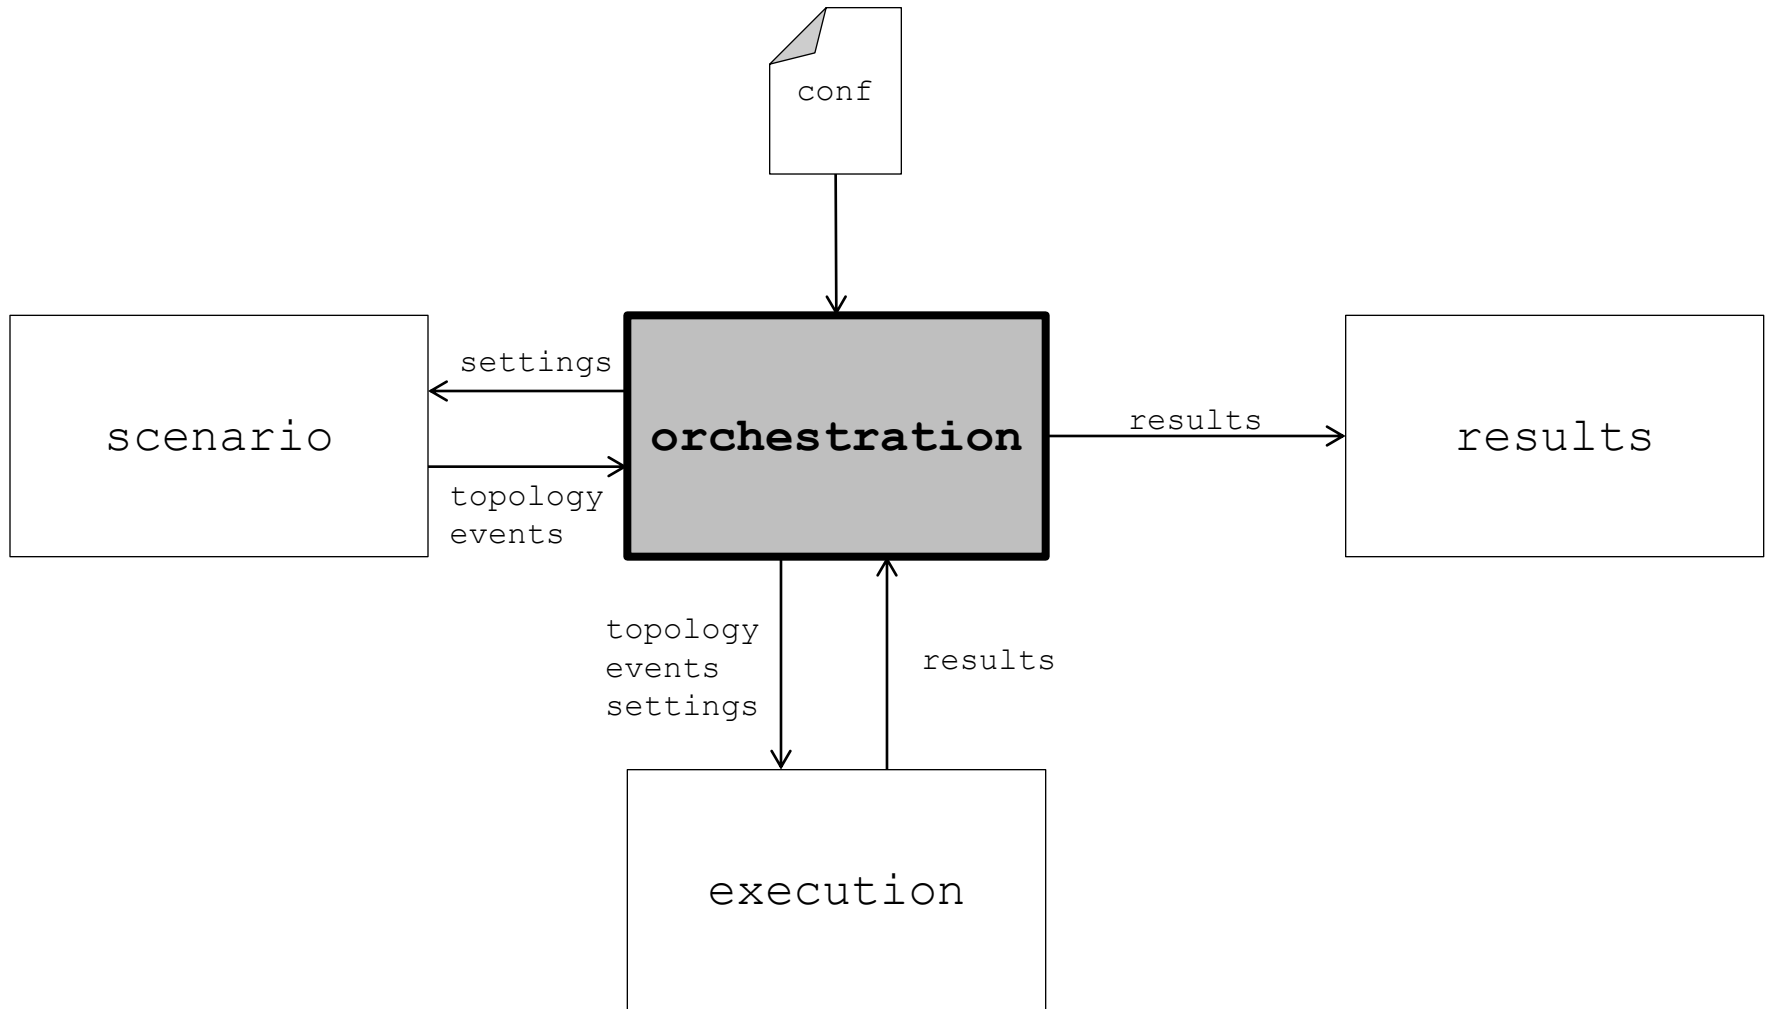 conf
settings
scenario
orchestration
results
results
topology
events
topology
events
settings
results
execution